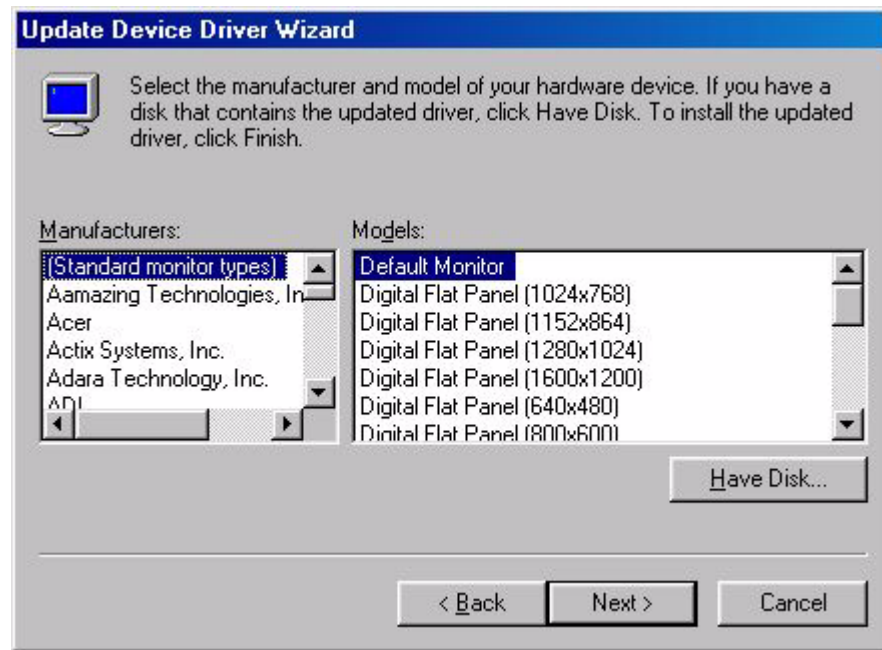 Update Device Driver Wizard
Select the manufacturer and model of your hardware device. If you have a
disk that contains the updated driver, click Have Disk. To install the updated
driver, click Finish.
Manufacturers:
(Standard monitor types)
Aamazing Technologies, In
Acer
Actix Systems, Inc.
Adara Technology, Inc.
ADI
Models:
Default Monitor
Digital Flat Panel (1024x768)
Digital Flat Panel (1152x864)
Digital Flat Panel (1280x1024)
Digital Flat Panel (1600x1200)
Digital Flat Panel (640x480)
Digital Flat Panel (800x600)
Have Disk...
< Back
Next >
Cancel